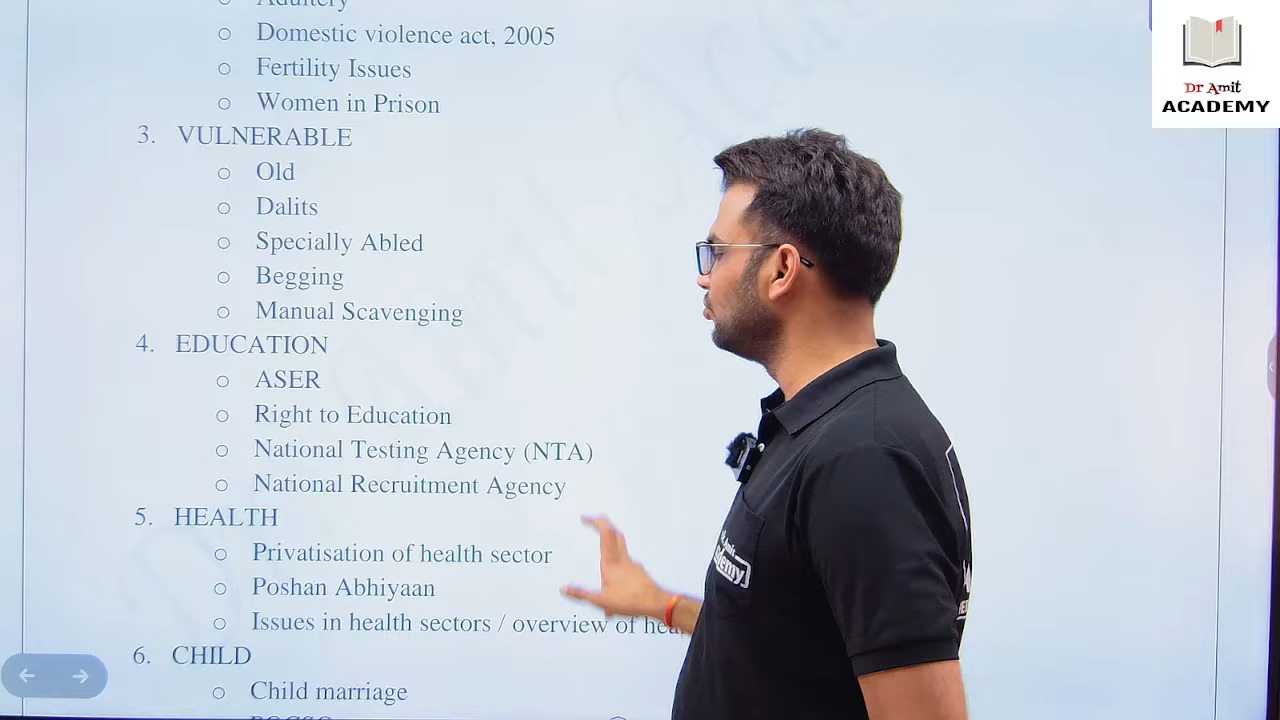 Adultery
○ Domestic violence act, 2005
○ Fertility Issues
○ Women in Prison
3. VULNERABLE
○ Old
○ Dalits
○ Specially Abled
○ Begging
○ Manual Scavenging
4. EDUCATION
○ ASER
○ Right to Education
○ National Testing Agency (NTA)
○ National Recruitment Agency
5. HEALTH
○ Privatisation of health sector
○ Poshan Abhiyaan
○ Issues in health sectors / overview of
6. CHILD
○ Child marriage
POCSO
Dr Amit
ACADEMY